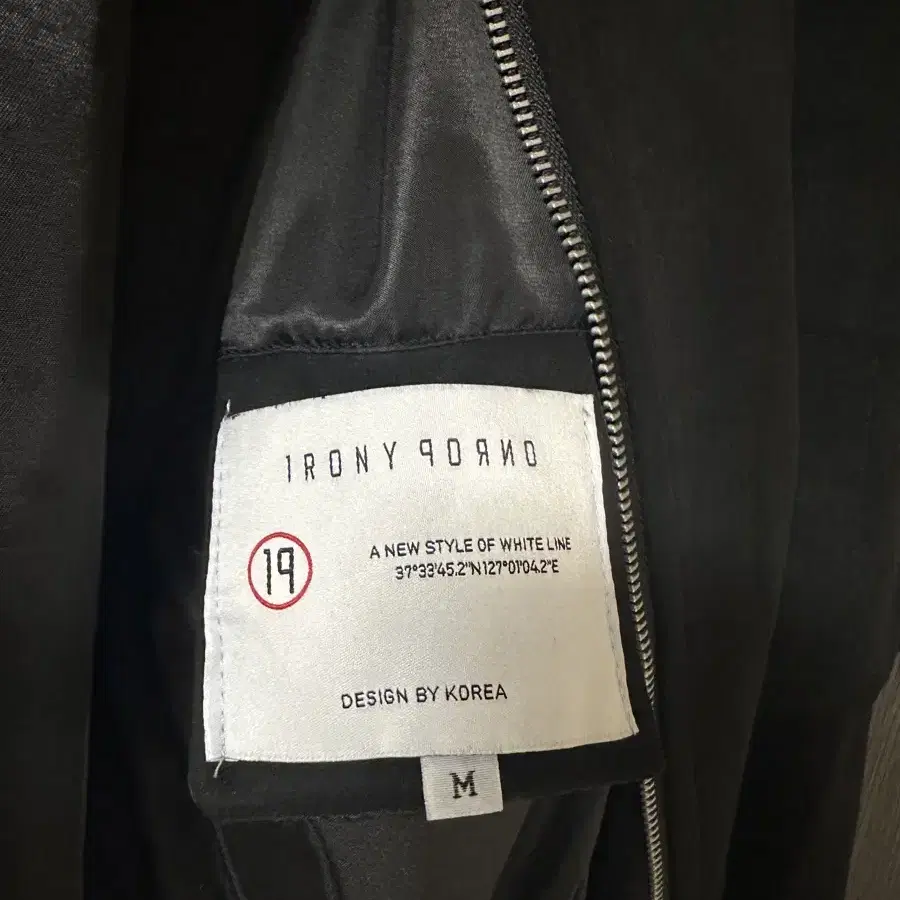 IRONY PORNO
19
A NEW STYLE OF WHITE LINE
37°33'45.2"N127°01'04.2"E
DESIGN BY KOREA
M